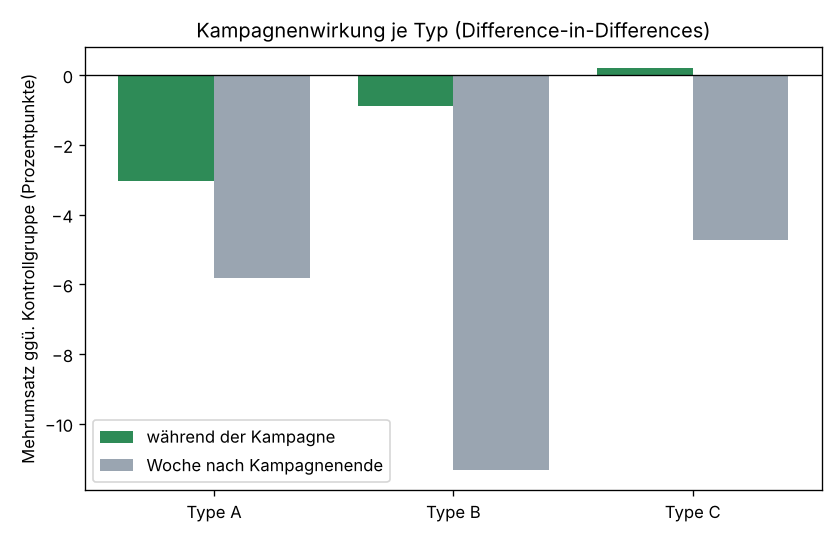 Kampagnenwirkung je Typ (Difference-in-Differences)
Mehrumsatz ggü. Kontrollgruppe (Prozentpunkte)
0
−2
−4
−6
−8
−10
während der Kampagne
Woche nach Kampagnenende
Type A
Type B
Type C